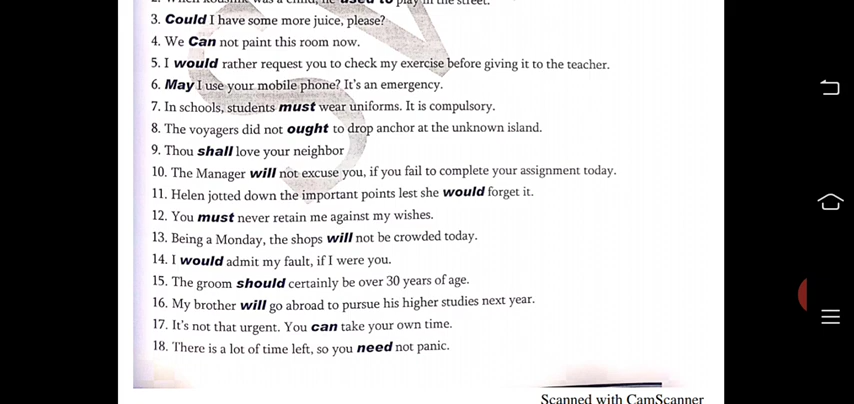 2. When koushik was a child, he used to play in the street.
3. Could I have some more juice, please?
4. We Can not paint this room now.
5. I would rather request you to check my exercise before giving it to the teacher.
6. May I use your mobile phone? It's an emergency.
7. In schools, students must wear uniforms. It is compulsory.
8. The voyagers did not ought to drop anchor at the unknown island.
9. Thou shall love your neighbor
10. The Manager will not excuse you, if you fail to complete your assignment today.
11. Helen jotted down the important points lest she would forget it.
12. You must never retain me against my wishes.
13. Being a Monday, the shops will not be crowded today.
14. I would admit my fault, if I were you.
15. The groom should certainly be over 30 years of age.
16. My brother will go abroad to pursue his higher studies next year.
17. It's not that urgent. You can take your own time.
18. There is a lot of time left, so you need not panic.
Scanned with CamScanner